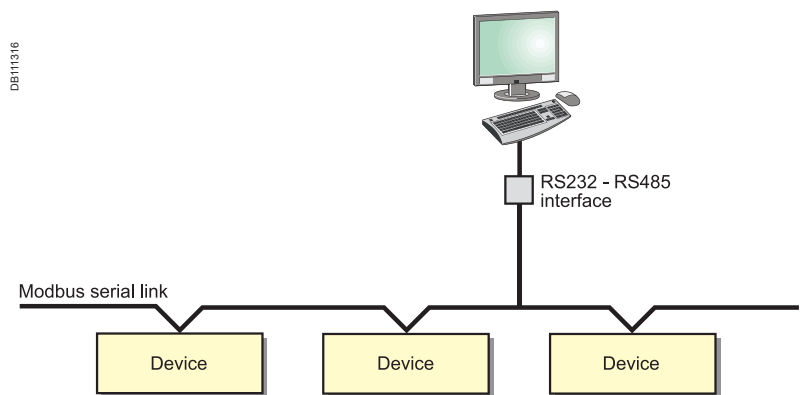 DB111316
RS232 - RS485
interface
Modbus serial link
Device
Device
Device